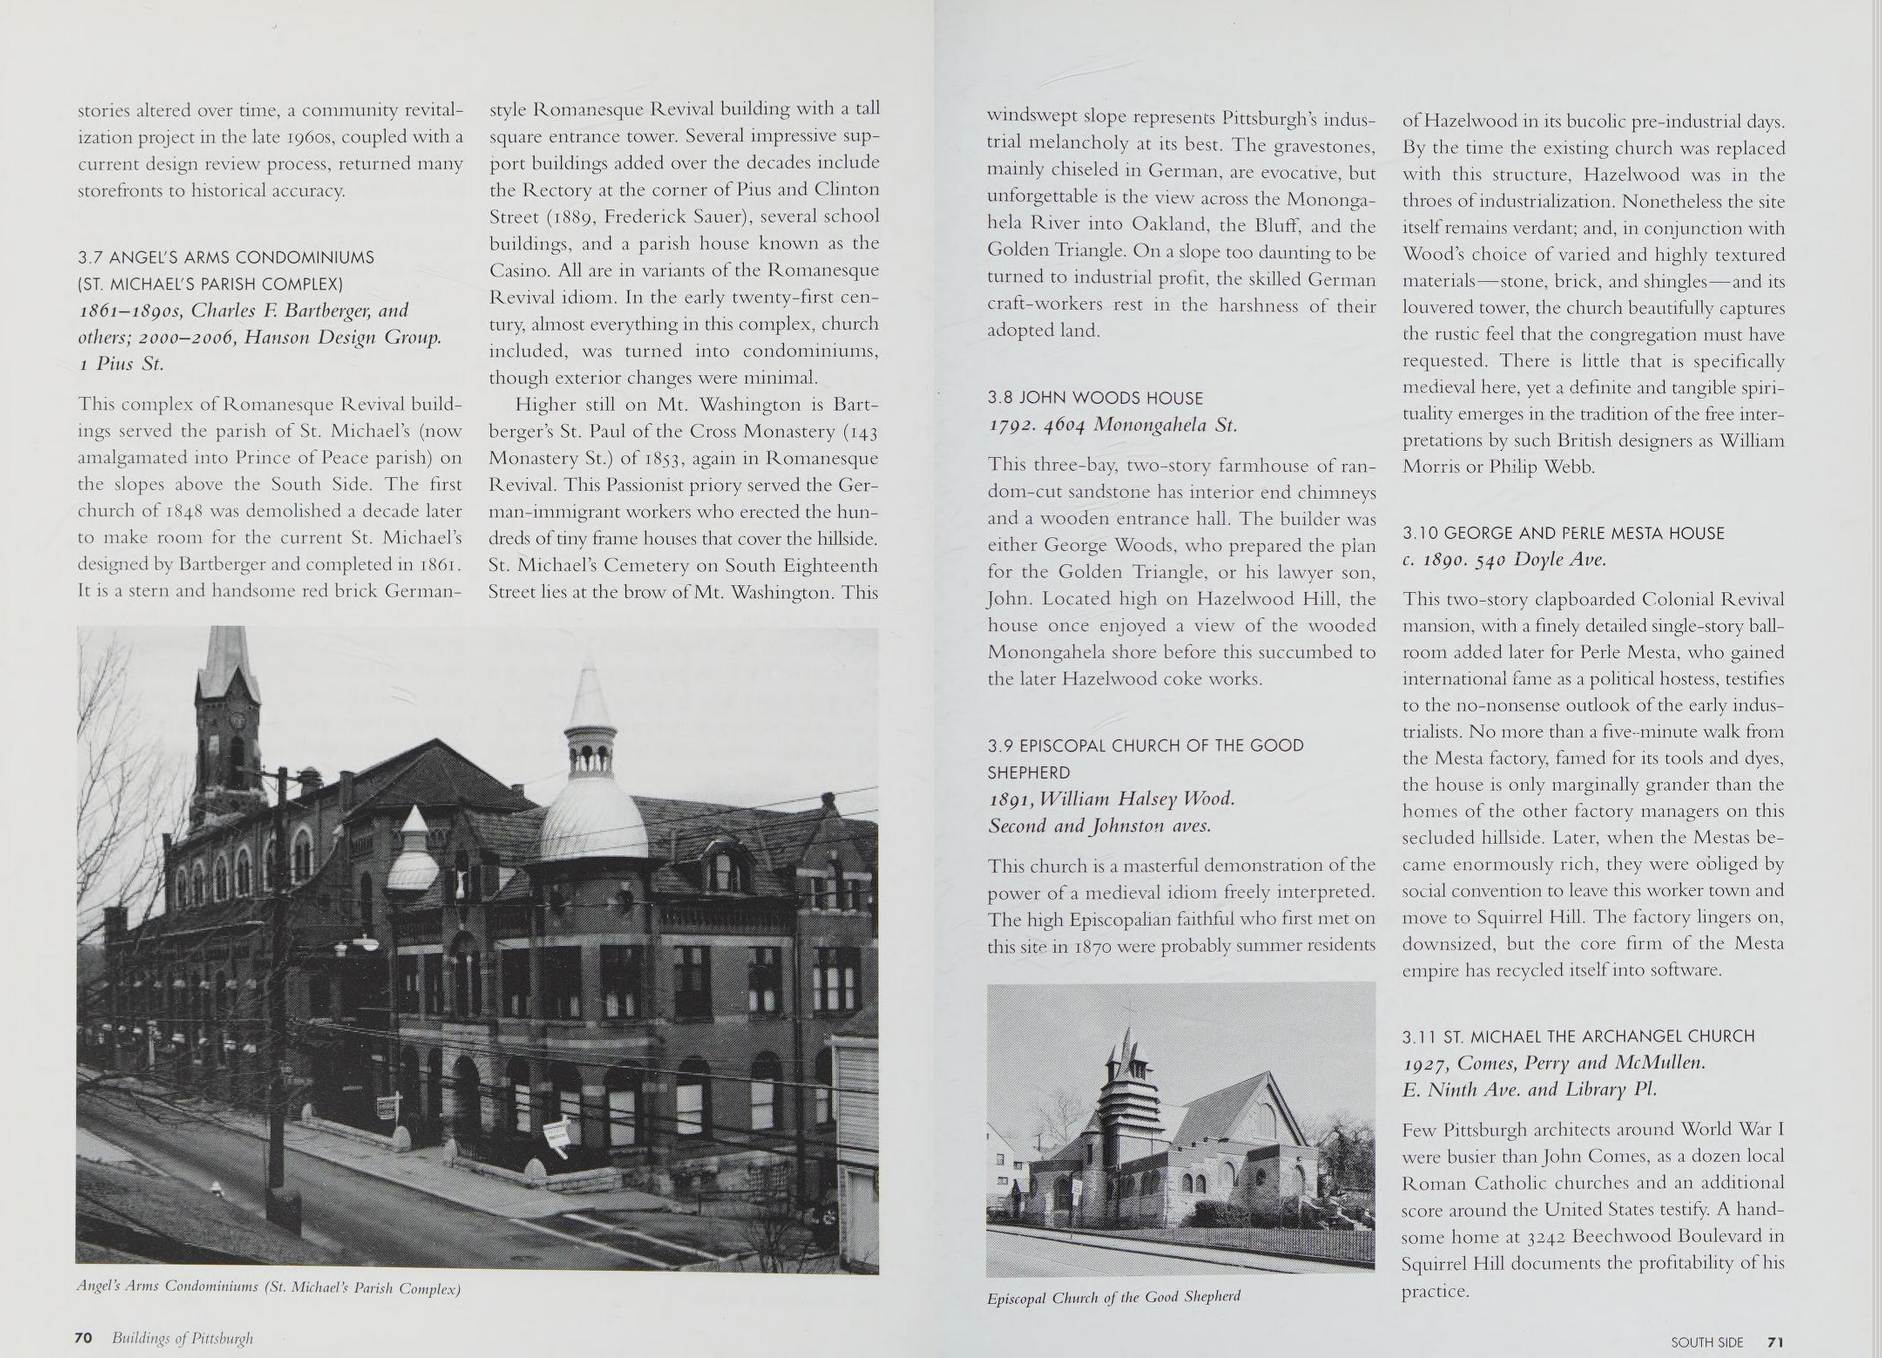 stories altered over time, a community revital-
ization project in the late 1960s, coupled with a
current design review process, returned many
storefronts to historical accuracy.
3.7 ANGEL'S ARMS CONDOMINIUMS
(ST. MICHAEL'S PARISH COMPLEX)
1861–1890s, Charles F. Bartberger, and
others; 2000–2006, Hanson Design Group.
1 Pius St.
This complex of Romanesque Revival build-
ings served the parish of St. Michael's (now
amalgamated into Prince of Peace parish) on
the slopes above the South Side. The first
church of 1848 was demolished a decade later
to make room for the current St. Michael's
designed by Bartberger and completed in 1861.
It is a stern and handsome red brick German-
style Romanesque Revival building with a tall
square entrance tower. Several impressive sup-
port buildings added over the decades include
the Rectory at the corner of Pius and Clinton
Street (1889, Frederick Sauer), several school
buildings, and a parish house known as the
Casino. All are in variants of the Romanesque
Revival idiom. In the early twenty-first cen-
tury, almost everything in this complex, church
included, was turned into condominiums,
though exterior changes were minimal.
Higher still on Mt. Washington is Bart-
berger's St. Paul of the Cross Monastery (143
Monastery St.) of 1853, again in Romanesque
Revival. This Passionist priory served the Ger-
man-immigrant workers who erected the hun-
dreds of tiny frame houses that cover the hillside.
St. Michael's Cemetery on South Eighteenth
Street lies at the brow of Mt. Washington. This
Angel's Arms Condominiums (St. Michael's Parish Complex)
70 Buildings of Pittsburgh
windswept slope represents Pittsburgh's indus-
trial melancholy at its best. The gravestones,
mainly chiseled in German, are evocative, but
unforgettable is the view across the Mononga-
hela River into Oakland, the Bluff, and the
Golden Triangle. On a slope too daunting to be
turned to industrial profit, the skilled German
craft-workers rest in the harshness of their
adopted land.
3.8 JOHN WOODS HOUSE
1792. 4604 Monongahela St.
This three-bay, two-story farmhouse of ran-
dom-cut sandstone has interior end chimneys
and a wooden entrance hall. The builder was
either George Woods, who prepared the plan
for the Golden Triangle, or his lawyer son,
John. Located high on Hazelwood Hill, the
house once enjoyed a view of the wooded
Monongahela shore before this succumbed to
the later Hazelwood coke works.
3.9 EPISCOPAL CHURCH OF THE GOOD
SHEPHERD
1891, William Halsey Wood.
Second and Johnston aves.
This church is a masterful demonstration of the
power of a medieval idiom freely interpreted.
The high Episcopalian faithful who first met on
this site in 1870 were probably summer residents
Episcopal Church of the Good Shepherd
of Hazelwood in its bucolic pre-industrial days.
By the time the existing church was replaced
with this structure, Hazelwood was in the
throes of industrialization. Nonetheless the site
itself remains verdant; and, in conjunction with
Wood's choice of varied and highly textured
materials—stone, brick, and shingles—and its
louvered tower, the church beautifully captures
the rustic feel that the congregation must have
requested. There is little that is specifically
medieval here, yet a definite and tangible spiri-
tuality emerges in the tradition of the free inter-
pretations by such British designers as William
Morris or Philip Webb.
3.10 GEORGE AND PERLE MESTA HOUSE
c. 1890. 540 Doyle Ave.
This two-story clapboarded Colonial Revival
mansion, with a finely detailed single-story ball-
room added later for Perle Mesta, who gained
international fame as a political hostess, testifies
to the no-nonsense outlook of the early indus-
trialists. No more than a five-minute walk from
the Mesta factory, famed for its tools and dyes,
the house is only marginally grander than the
homes of the other factory managers on this
secluded hillside. Later, when the Mestas be-
came enormously rich, they were obliged by
social convention to leave this worker town and
move to Squirrel Hill. The factory lingers on,
downsized, but the core firm of the Mesta
empire has recycled itself into software.
3.11 ST. MICHAEL THE ARCHANGEL CHURCH
1927, Comes, Perry and McMullen.
E. Ninth Ave. and Library Pl.
Few Pittsburgh architects around World War I
were busier than John Comes, as a dozen local
Roman Catholic churches and an additional
score around the United States testify. A hand-
some home at 3242 Beechwood Boulevard in
Squirrel Hill documents the profitability of his
practice.
SOUTH SIDE 71